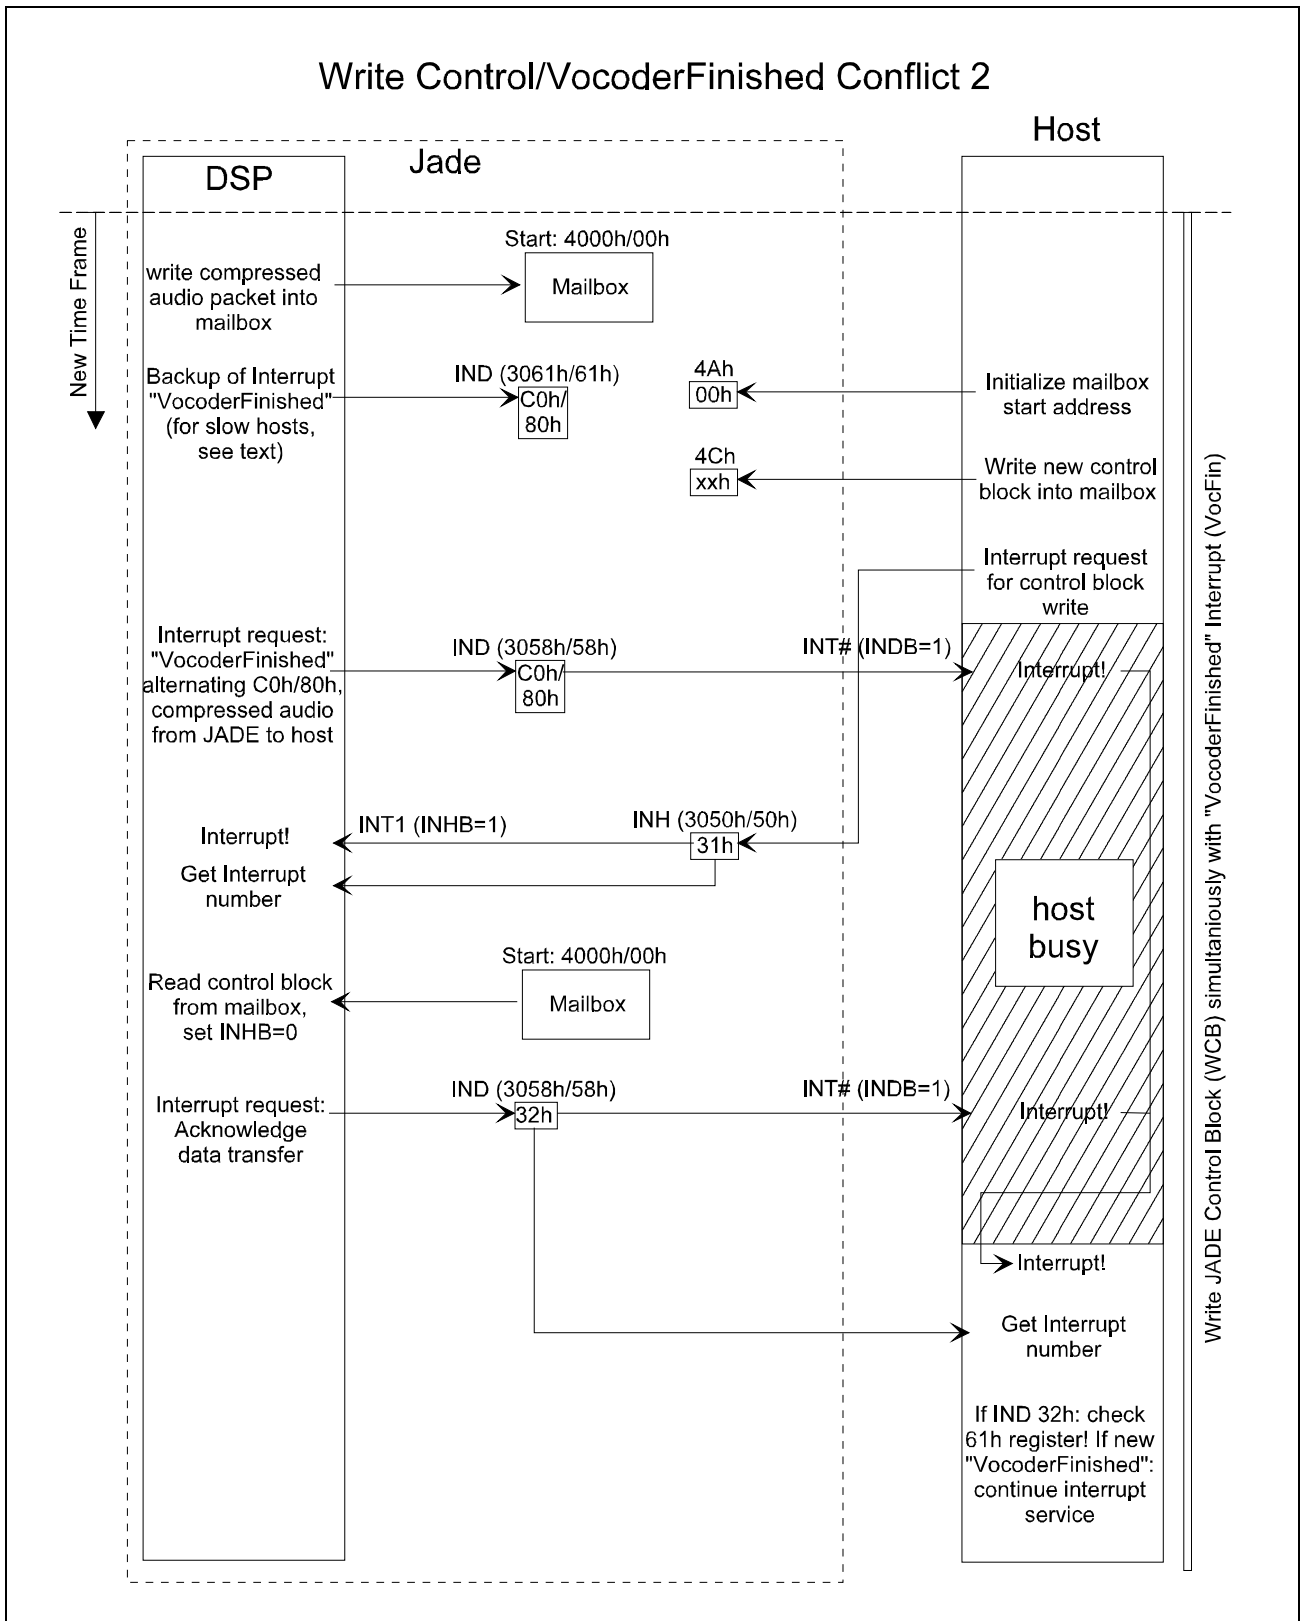 Write Control/VocoderFinished Conflict 2
Host
Jade
DSP
New Time Frame
Start: 4000h/00h
write compressed
audio packet into
mailbox
Mailbox
Backup of Interrupt
"VocoderFinished"
(for slow hosts,
see text)
IND (3061h/61h)
C0h/
80h
4Ah
00h
Initialize mailbox
start address
4Ch
xxh
Write new control
block into mailbox
Interrupt request
for control block
write
Interrupt request:
"VocoderFinished"
alternating C0h/80h,
compressed audio
from JADE to host
IND (3058h/58h)
C0h/
80h
INT# (INDB=1)
Interrupt!
Interrupt!
INT1 (INHB=1)
INH (3050h/50h)
31h
Get Interrupt
number
host
busy
Start: 4000h/00h
Read control block
from mailbox,
set INHB=0
Mailbox
IND (3058h/58h)
INT# (INDB=1)
Interrupt request:
Acknowledge
data transfer
32h
Interrupt!
Interrupt!
Get Interrupt
number
If IND 32h: check
61h register! If new
"VocoderFinished":
continue interrupt
service
Write JADE Control Block (WCB) simultaniously with "VocoderFinished" Interrupt (VocFin)